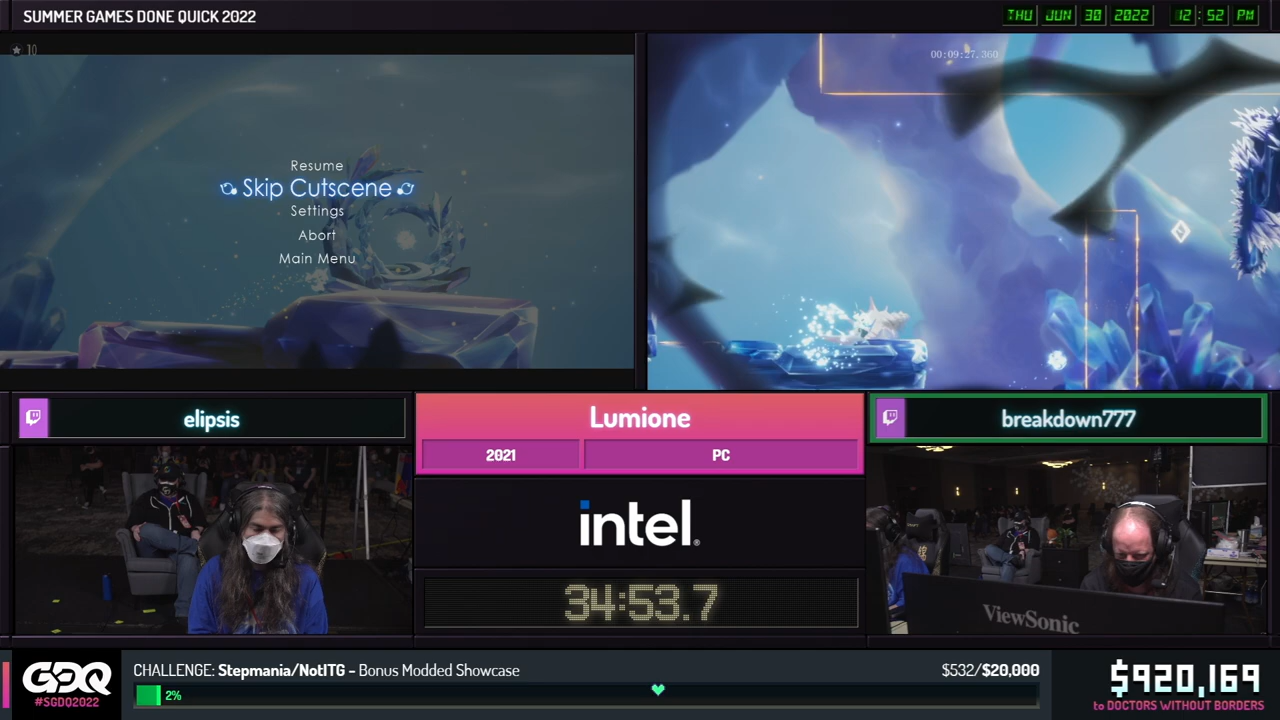 SUMMER GAMES DONE QUICK 2022
THU JUN 30 2022 12:52 PM
10
00:09:27.360
Resume
Skip Cutscene
Settings
Abort
Main Menu
elipsis
Lumione
2021
PC
breakdown777
intel.
34:53.7
ViewSonic
GDQ
#SGDQ2022
CHALLENGE: Stepmania/NotITG - Bonus Modded Showcase
$532/$20,000
2%
$920,169
to DOCTORS WITHOUT BORDERS